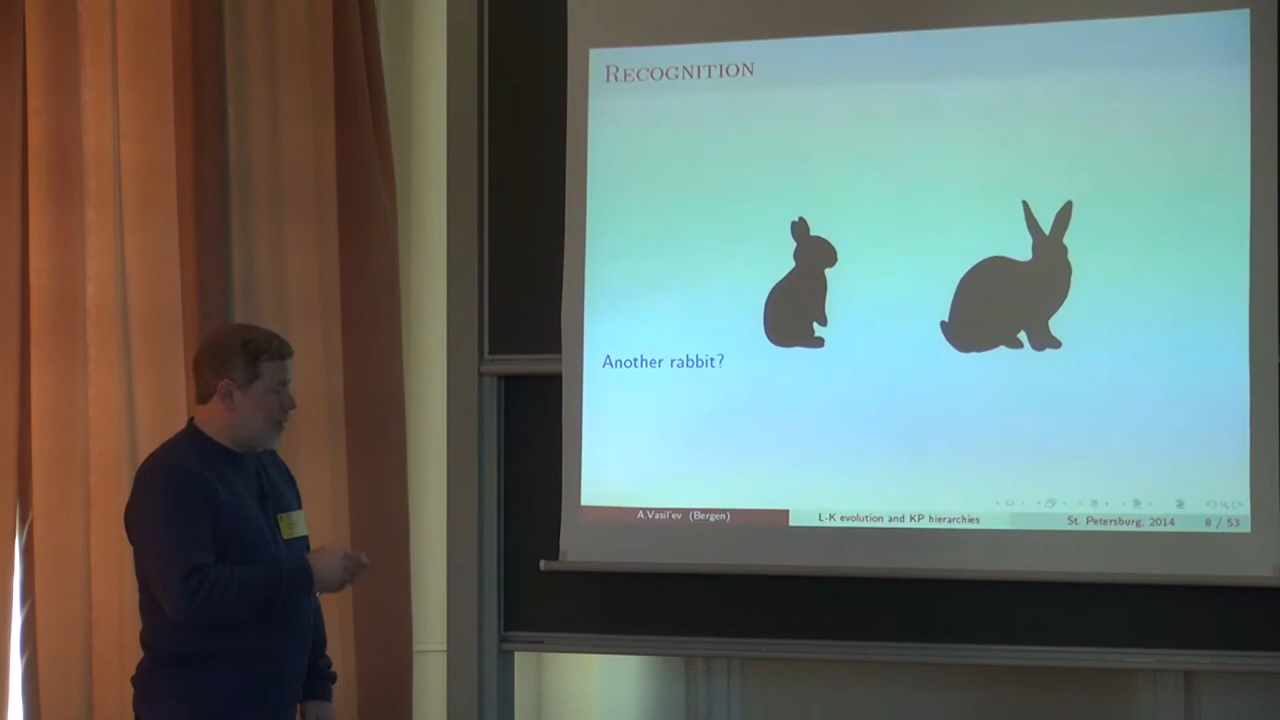 RECOGNITION
Another rabbit?
A.Vasil'ev (Bergen)
L-K evolution and KP hierarchies
St. Petersburg, 2014
8 / 53